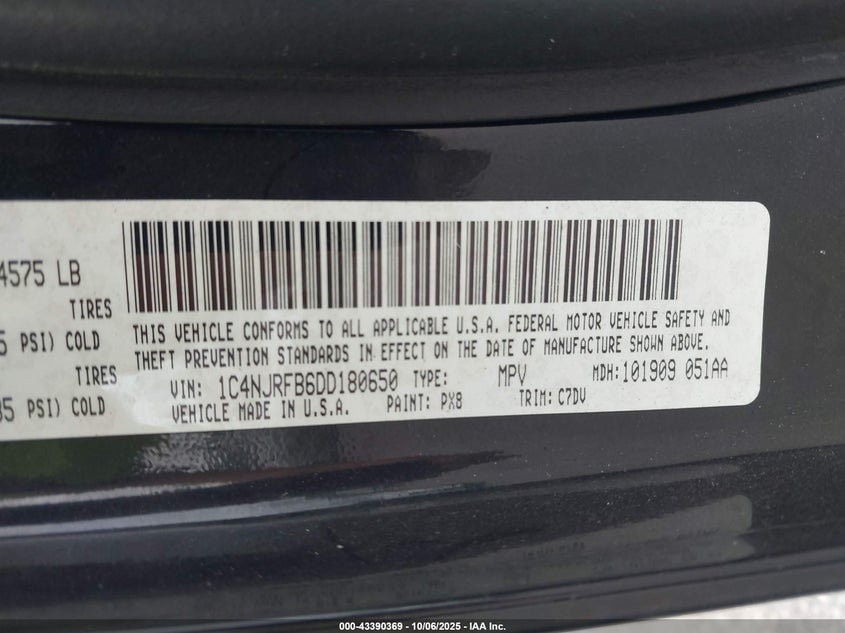 4575 LB
TIRES
5 PSI) COLD
TIRES
35 PSI) COLD
THIS VEHICLE CONFORMS TO ALL APPLICABLE U.S.A. FEDERAL MOTOR VEHICLE SAFETY AND
THEFT PREVENTION STANDARDS IN EFFECT ON THE DATE OF MANUFACTURE SHOWN ABOVE.
VIN: 1C4NJRFB6DD180650 TYPE: MPV MDH: 101909 051AA
VEHICLE MADE IN U.S.A. PAINT: PX8 TRIM: C7DV
000-43390369 - 10/06/2025 - IAA Inc.